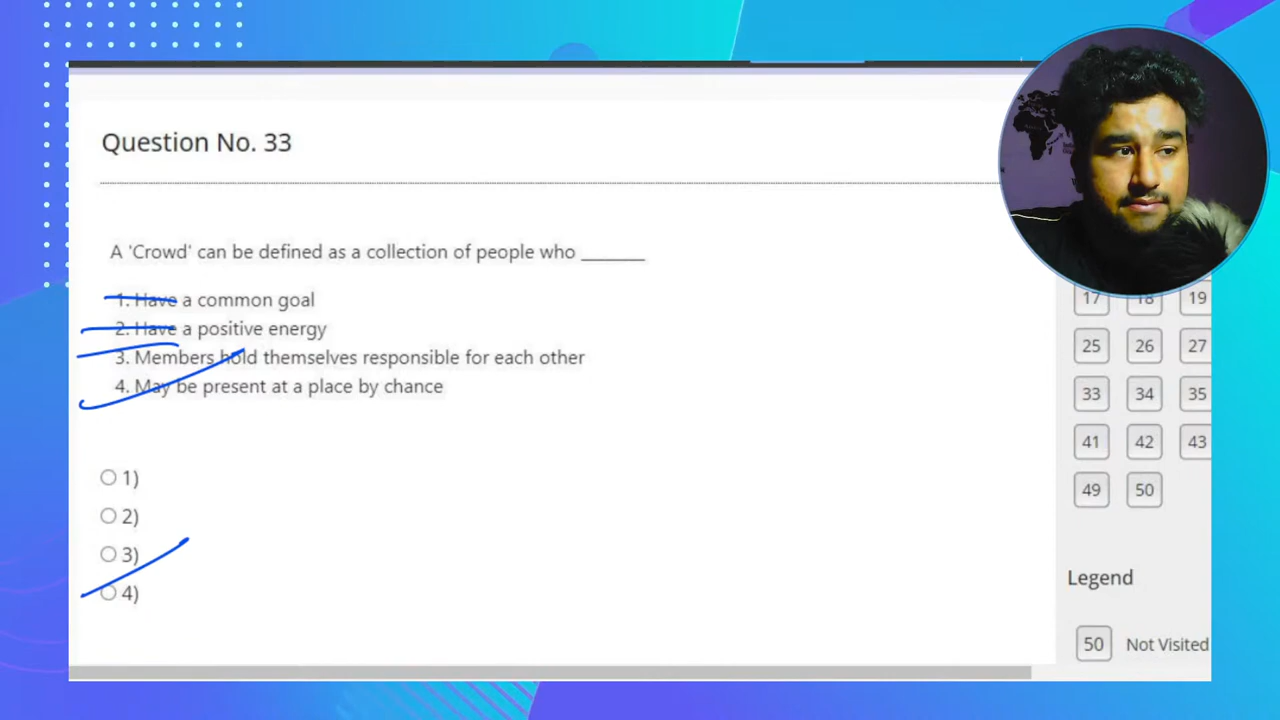 Question No. 33
A 'Crowd' can be defined as a collection of people who _______
1. Have a common goal
2. Have a positive energy
3. Members hold themselves responsible for each other
4. May be present at a place by chance
1)
2)
3)
4)
17 18 19
25 26 27
33 34 35
41 42 43
49 50
Legend
50 Not Visited